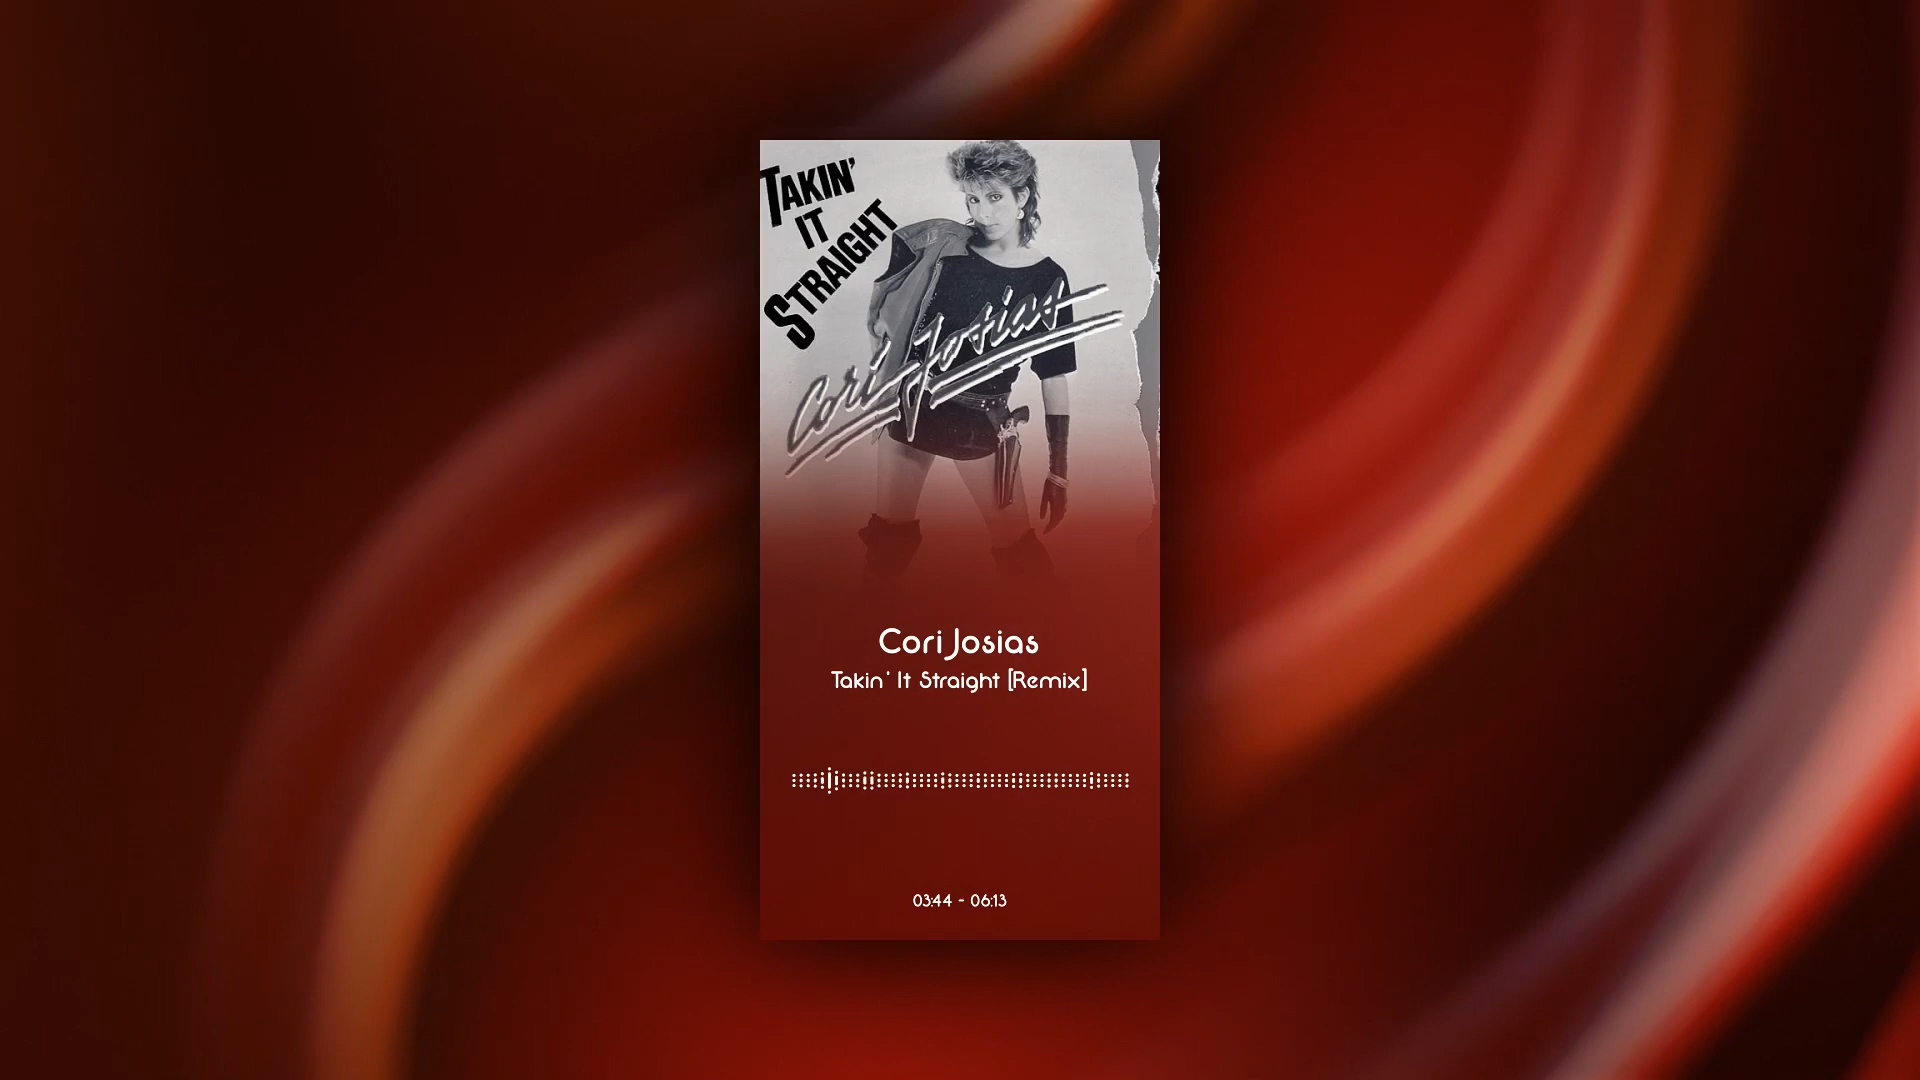 TAKIN'
IT
STRAIGHT
Cori Josias
Cori Josias
Takin' It Straight [Remix]
03:44 - 06:13